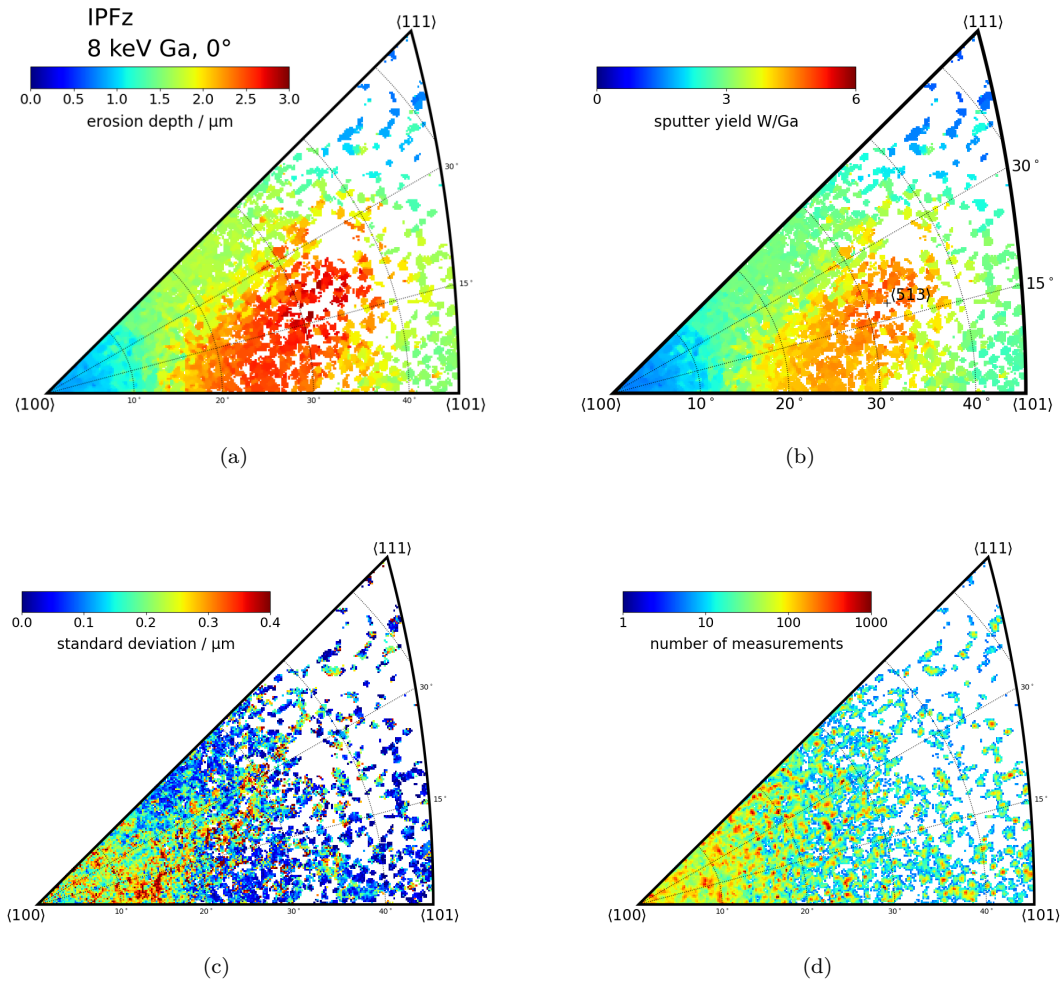 IPFz
8 keV Ga, 0°
0.0 0.5 1.0 1.5 2.0 2.5 3.0
erosion depth / μm
⟨111⟩
30°
15°
⟨100⟩ 10° 20° 30° 40° ⟨101⟩
(a)
0 3 6
sputter yield W/Ga
⟨111⟩
30°
15°
⟨513⟩
⟨100⟩ 10° 20° 30° 40° ⟨101⟩
(b)
0.0 0.1 0.2 0.3 0.4
standard deviation / μm
⟨111⟩
30°
15°
⟨100⟩ 10° 20° 30° 40° ⟨101⟩
(c)
1 10 100 1000
number of measurements
⟨111⟩
30°
15°
⟨100⟩ 10° 20° 30° 40° ⟨101⟩
(d)